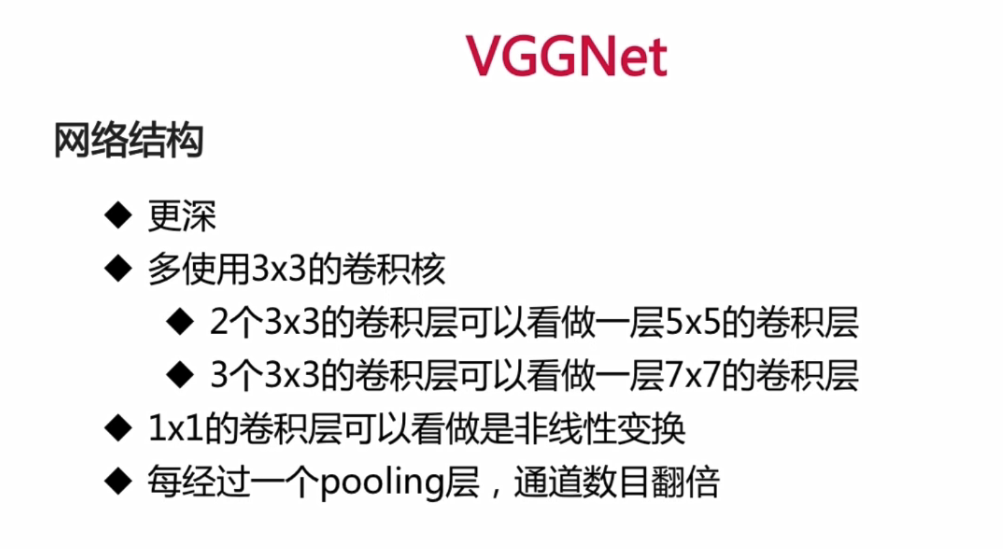 VGGNet
网络结构
◆ 更深
◆ 多使用3x3的卷积核
◆ 2个3x3的卷积层可以看做一层5x5的卷积层
◆ 3个3x3的卷积层可以看做一层7x7的卷积层
◆ 1x1的卷积层可以看做是非线性变换
◆ 每经过一个pooling层，通道数目翻倍